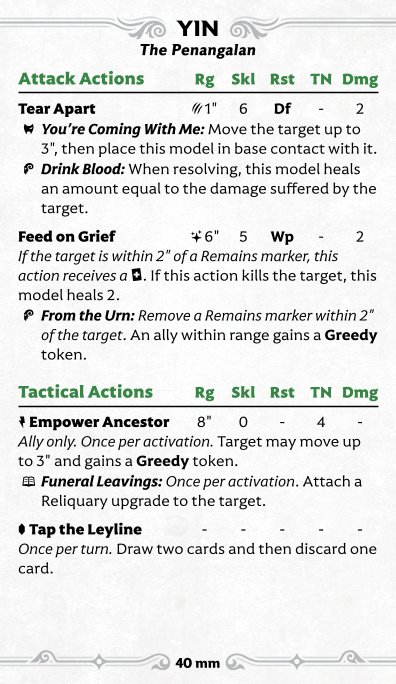 YIN
The Penangalan
Attack Actions Rg Skl Rst TN Dmg
Tear Apart 1" 6 Df - 2
You're Coming With Me: Move the target up to
3", then place this model in base contact with it.
Drink Blood: When resolving, this model heals
an amount equal to the damage suffered by the
target.
Feed on Grief 6" 5 Wp - 2
If the target is within 2" of a Remains marker, this
action receives a . If this action kills the target, this
model heals 2.
From the Urn: Remove a Remains marker within 2"
of the target. An ally within range gains a Greedy
token.
Tactical Actions Rg Skl Rst TN Dmg
Empower Ancestor 8" 0 - 4 -
Ally only. Once per activation. Target may move up
to 3" and gains a Greedy token.
Funeral Leavings: Once per activation. Attach a
Reliquary upgrade to the target.
Tap the Leyline - - - - -
Once per turn. Draw two cards and then discard one
card.
40 mm